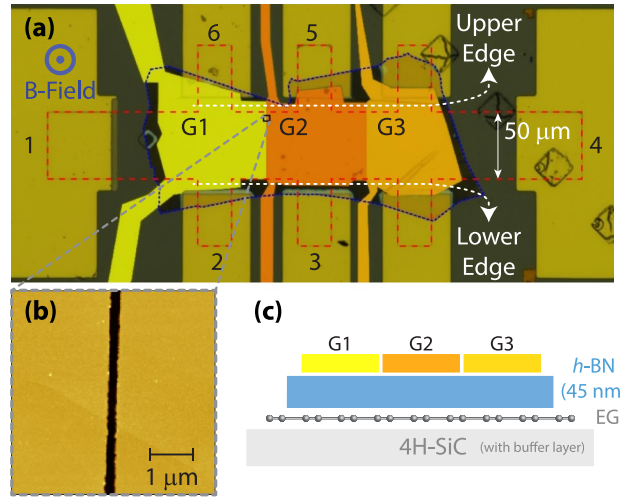 (a)
6
5
Upper
Edge
B-Field
G1
G2
G3
50 μm
1
4
2
3
Lower
Edge
(b)
1 μm
(c)
G1
G2
G3
h-BN
(45 nm
EG
4H-SiC (with buffer layer)